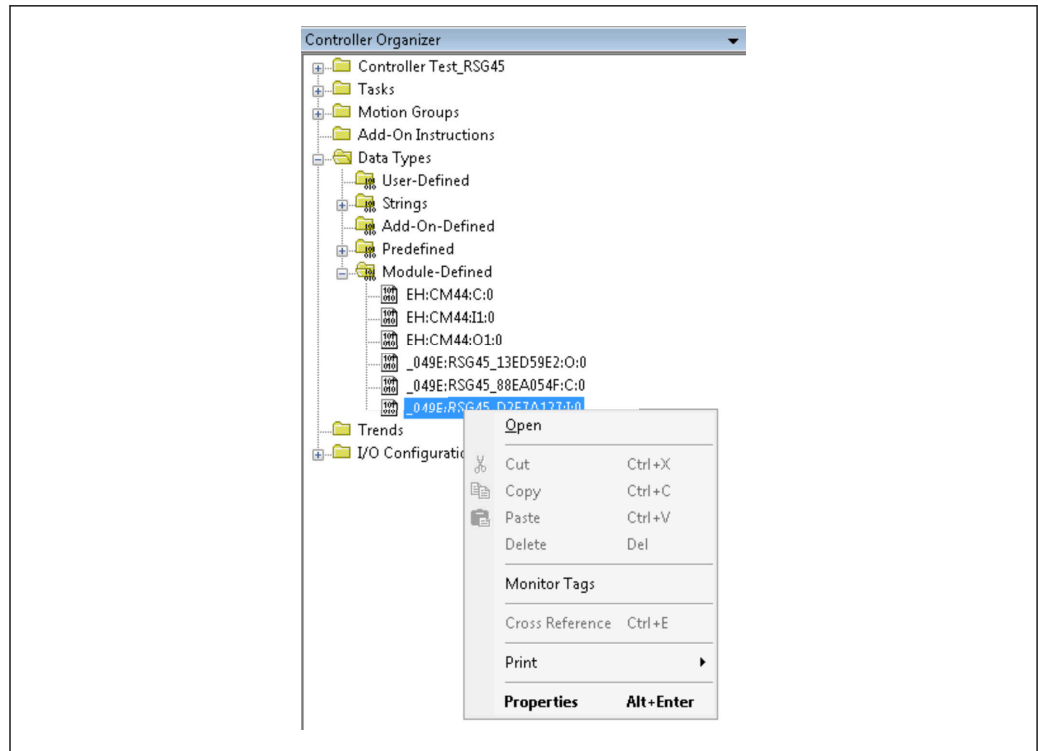 Controller Organizer
Controller Test_RSG45
Tasks
Motion Groups
Add-On Instructions
Data Types
User-Defined
Strings
Add-On-Defined
Predefined
Module-Defined
EH:CM44:C:0
EH:CM44:I1:0
EH:CM44:O1:0
_049E:RSG45_13ED59E2:O:0
_049E:RSG45_88EA054F:C:0
_049E:RSG45
Trends
I/O Configuratio
Open
Cut Ctrl+X
Copy Ctrl+C
Paste Ctrl+V
Delete Del
Monitor Tags
Cross Reference Ctrl+E
Print
Properties Alt+Enter